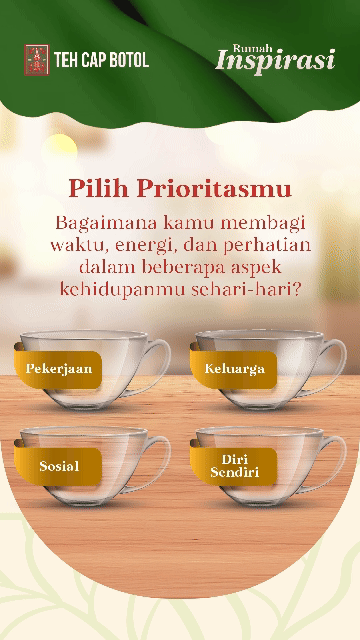 TEH CAP BOTOL
Rumah
Inspirasi
Pilih Prioritasmu
Bagaimana kamu membagi
waktu, energi, dan perhatian
dalam beberapa aspek
kehidupanmu sehari-hari?
Pekerjaan
Keluarga
Sosial
Diri
Sendiri